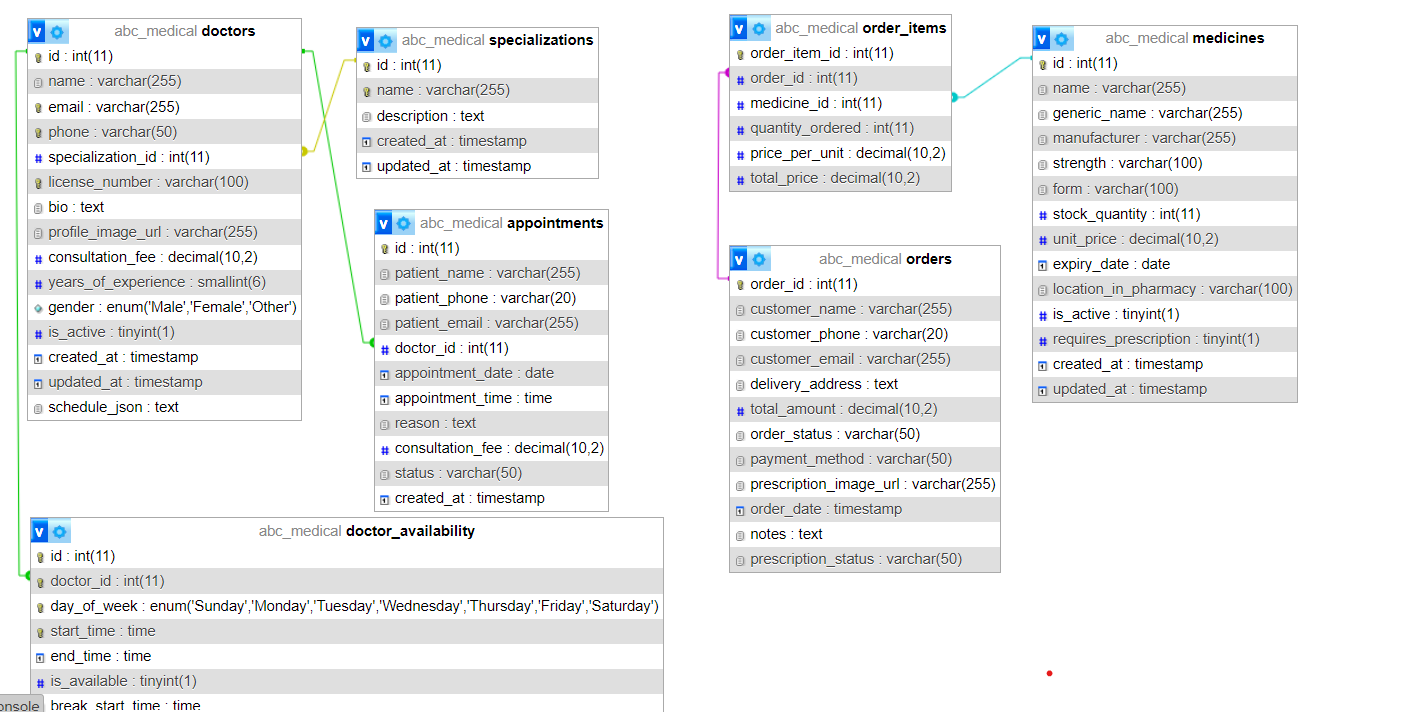 v abc_medical doctors
id : int(11)
name : varchar(255)
email : varchar(255)
phone : varchar(50)
# specialization_id : int(11)
license_number : varchar(100)
bio : text
profile_image_url : varchar(255)
# consultation_fee : decimal(10,2)
# years_of_experience : smallint(6)
gender : enum('Male','Female','Other')
# is_active : tinyint(1)
created_at : timestamp
updated_at : timestamp
schedule_json : text
v abc_medical specializations
id : int(11)
name : varchar(255)
description : text
created_at : timestamp
updated_at : timestamp
v abc_medical appointments
id : int(11)
patient_name : varchar(255)
patient_phone : varchar(20)
patient_email : varchar(255)
# doctor_id : int(11)
appointment_date : date
appointment_time : time
reason : text
# consultation_fee : decimal(10,2)
status : varchar(50)
created_at : timestamp
v abc_medical doctor_availability
id : int(11)
doctor_id : int(11)
day_of_week : enum('Sunday','Monday','Tuesday','Wednesday','Thursday','Friday','Saturday')
start_time : time
end_time : time
# is_available : tinyint(1)
break_start_time : time
onsole
v abc_medical order_items
order_item_id : int(11)
# order_id : int(11)
# medicine_id : int(11)
# quantity_ordered : int(11)
# price_per_unit : decimal(10,2)
# total_price : decimal(10,2)
v abc_medical orders
order_id : int(11)
customer_name : varchar(255)
customer_phone : varchar(20)
customer_email : varchar(255)
delivery_address : text
# total_amount : decimal(10,2)
order_status : varchar(50)
payment_method : varchar(50)
prescription_image_url : varchar(255)
order_date : timestamp
notes : text
prescription_status : varchar(50)
v abc_medical medicines
id : int(11)
name : varchar(255)
generic_name : varchar(255)
manufacturer : varchar(255)
strength : varchar(100)
form : varchar(100)
# stock_quantity : int(11)
# unit_price : decimal(10,2)
expiry_date : date
location_in_pharmacy : varchar(100)
# is_active : tinyint(1)
# requires_prescription : tinyint(1)
created_at : timestamp
updated_at : timestamp